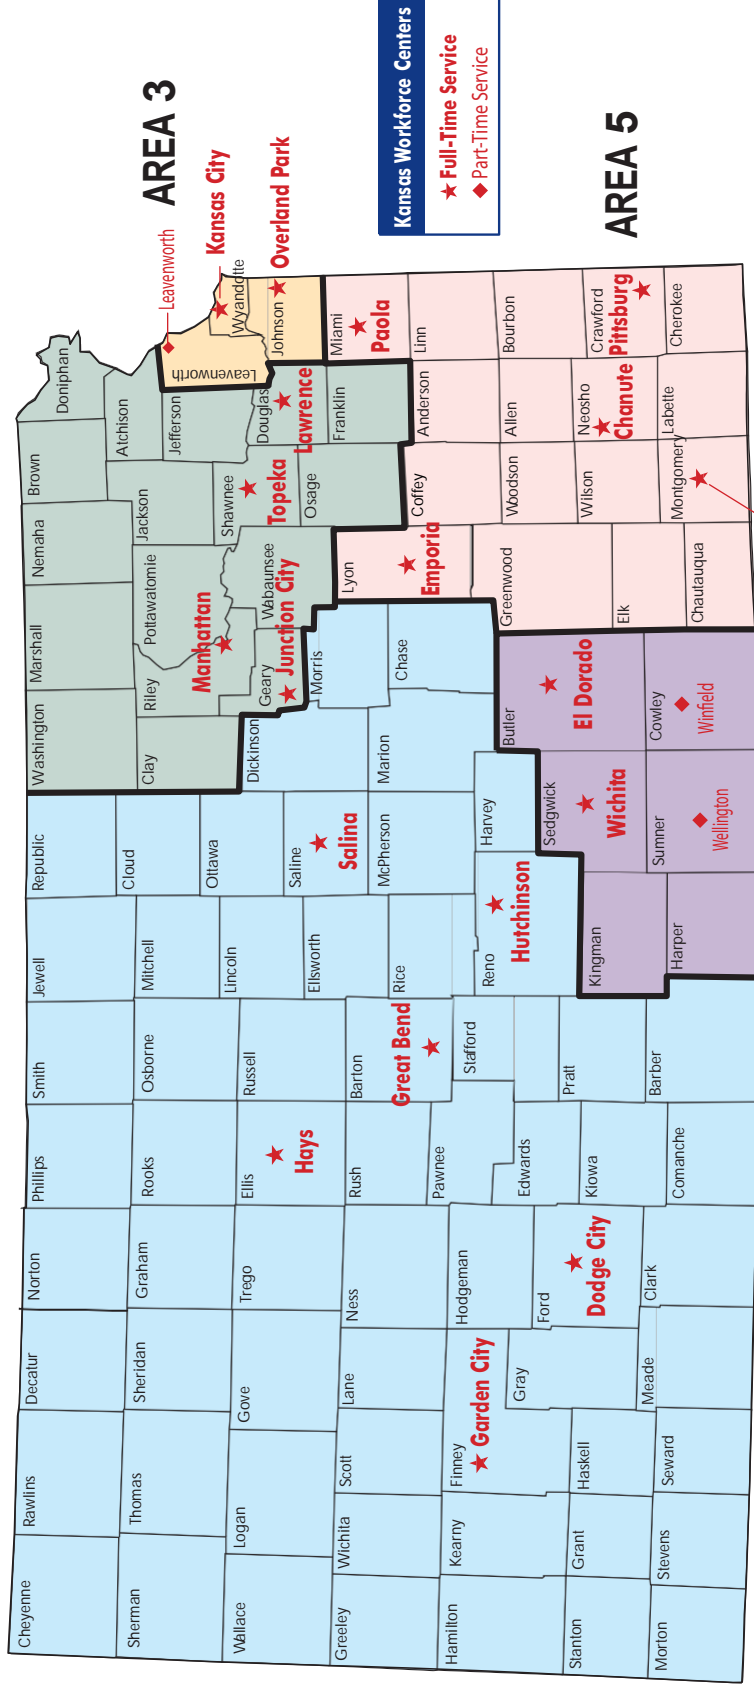 Cheyenne
Rawlins
Decatur
Norton
Phillips
Smith
Jewell
Republic
Washington
Marshall
Nemaha
Brown
Doniphan
Sherman
Thomas
Sheridan
Graham
Rooks
Osborne
Mitchell
Cloud
Clay
Riley
Pottawatomie
Jackson
Atchison
Jefferson
Leavenworth
Leavenworth
AREA 3
Wallace
Logan
Gove
Trego
Ellis
Hays
Russell
Lincoln
Ottawa
Saline
Salina
Dickinson
Geary
Manhattan
Junction City
Wabaunsee
Shawnee
Topeka
Douglas
Lawrence
Wyandotte
Kansas City
Johnson
Overland Park
Greeley
Wichita
Scott
Lane
Ness
Rush
Barton
Great Bend
Ellsworth
Rice
McPherson
Marion
Morris
Chase
Lyon
Emporia
Osage
Franklin
Miami
Paola
Kansas Workforce Centers
Full-Time Service
Part-Time Service
Hamilton
Kearny
Finney
Garden City
Hodgeman
Pawnee
Stafford
Reno
Hutchinson
Harvey
Butler
El Dorado
Greenwood
Coffey
Anderson
Linn
Woodson
Allen
Bourbon
Gray
Ford
Dodge City
Edwards
Pratt
Kingman
Sedgwick
Wichita
Wilson
Neosho
Chanute
Crawford
Pittsburg
AREA 5
Stanton
Grant
Haskell
Kiowa
Elk
Morton
Stevens
Seward
Meade
Clark
Comanche
Barber
Harper
Sumner
Wellington
Cowley
Winfield
Chautauqua
Montgomery
Labette
Cherokee